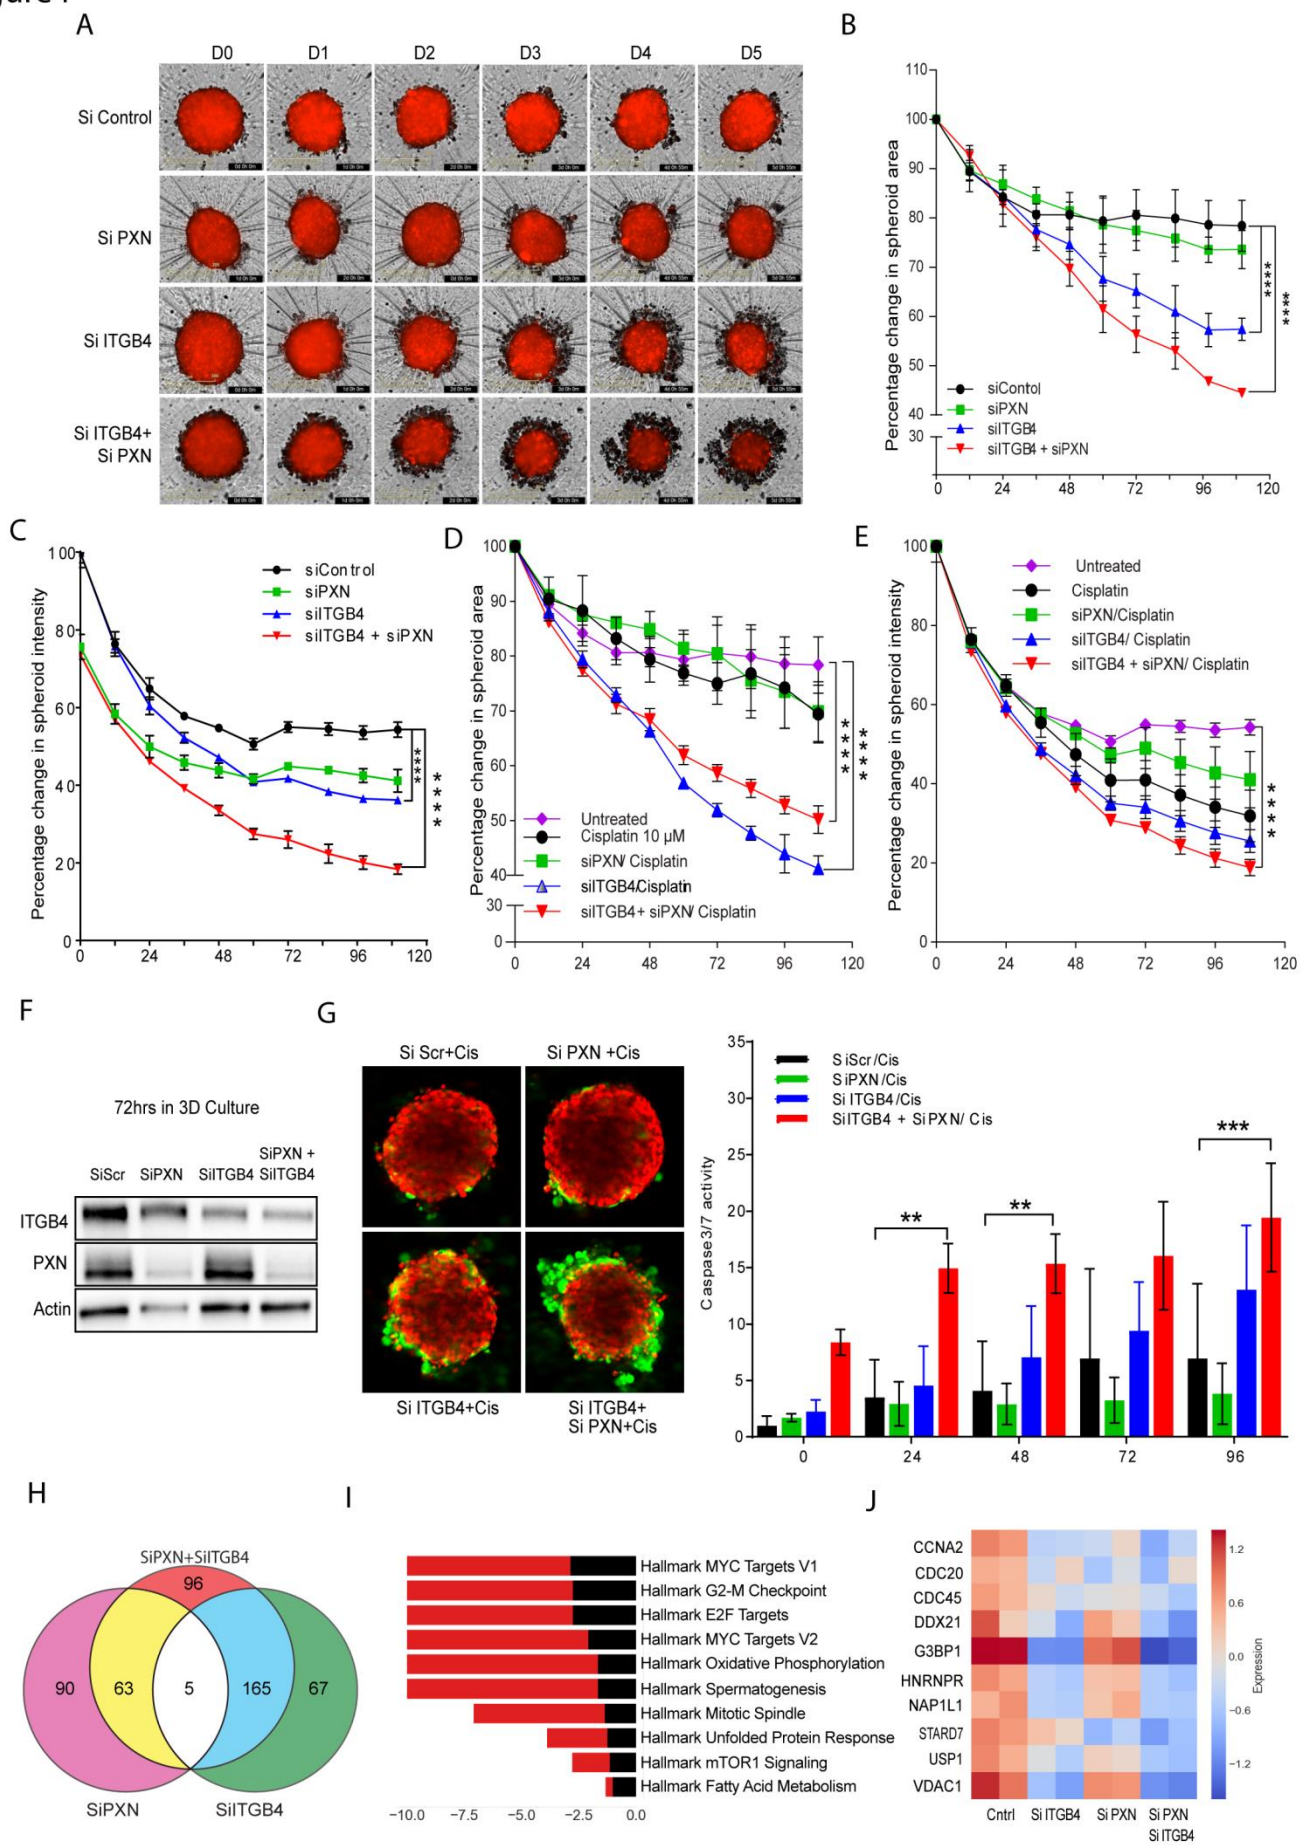 A
D0 D1 D2 D3 D4 D5
Si Control
Si PXN
Si ITGB4
Si ITGB4+
Si PXN
B
Percentage change in spheroid area
110
100
90
80
70
60
50
40
30
0 24 48 72 96 120
siControl
siPXN
siITGB4
siITGB4 + siPXN
****
****
C
Percentage change in spheroid intensity
100
80
60
40
20
0
0 24 48 72 96 120
siControl
siPXN
siITGB4
siITGB4 + siPXN
****
****
D
Percentage change in spheroid area
100
90
80
70
60
50
40
30
0
0 24 48 72 96 120
Untreated
Cisplatin 10 µM
siPXN/ Cisplatin
siITGB4/Cisplatin
siITGB4+ siPXN/ Cisplatin
****
****
E
Percentage change in spheroid intensity
100
80
60
40
20
0
0 24 48 72 96 120
Untreated
Cisplatin
siPXN/Cisplatin
siITGB4/ Cisplatin
siITGB4 + siPXN/ Cisplatin
****
F
72hrs in 3D Culture
SiScr SiPXN SiITGB4 SiPXN +
SiITGB4
ITGB4
PXN
Actin
G
Si Scr+Cis Si PXN +Cis
Si ITGB4+Cis Si ITGB4+
Si PXN+Cis
Caspase3/7 activity
35
30
25
20
15
10
5
0
0 24 48 72 96
SiScr/Cis
SiPXN/Cis
Si ITGB4/Cis
SiITGB4 + SiPXN/ Cis
**
**
***
H
SiPXN+SiITGB4
96
90 63 5 165 67
SiPXN SiITGB4
I
Hallmark MYC Targets V1
Hallmark G2-M Checkpoint
Hallmark E2F Targets
Hallmark MYC Targets V2
Hallmark Oxidative Phosphorylation
Hallmark Spermatogenesis
Hallmark Mitotic Spindle
Hallmark Unfolded Protein Response
Hallmark mTOR1 Signaling
Hallmark Fatty Acid Metabolism
−10.0 −7.5 −5.0 −2.5 0.0
J
CCNA2
CDC20
CDC45
DDX21
G3BP1
HNRNPR
NAP1L1
STARD7
USP1
VDAC1
Cntrl Si ITGB4 Si PXN Si PXN
Si ITGB4
1.2
0.6
0.0
−0.6
−1.2
Expression